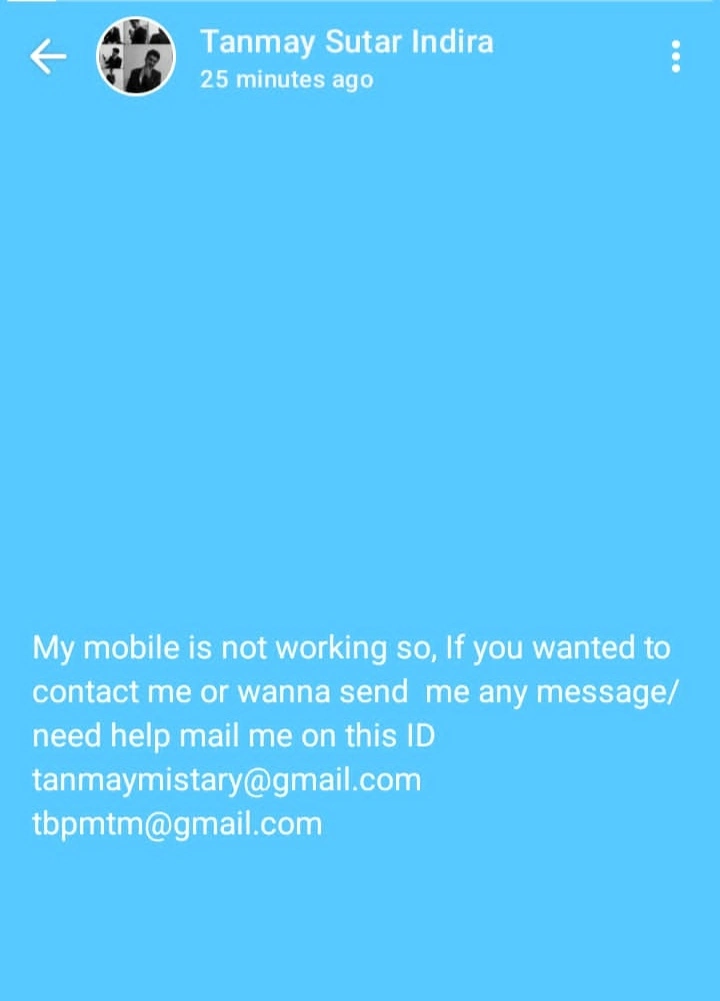 Tanmay Sutar Indira
25 minutes ago
My mobile is not working so, If you wanted to
contact me or wanna send  me any message/
need help mail me on this ID
tanmaymistary@gmail.com
tbpmtm@gmail.com